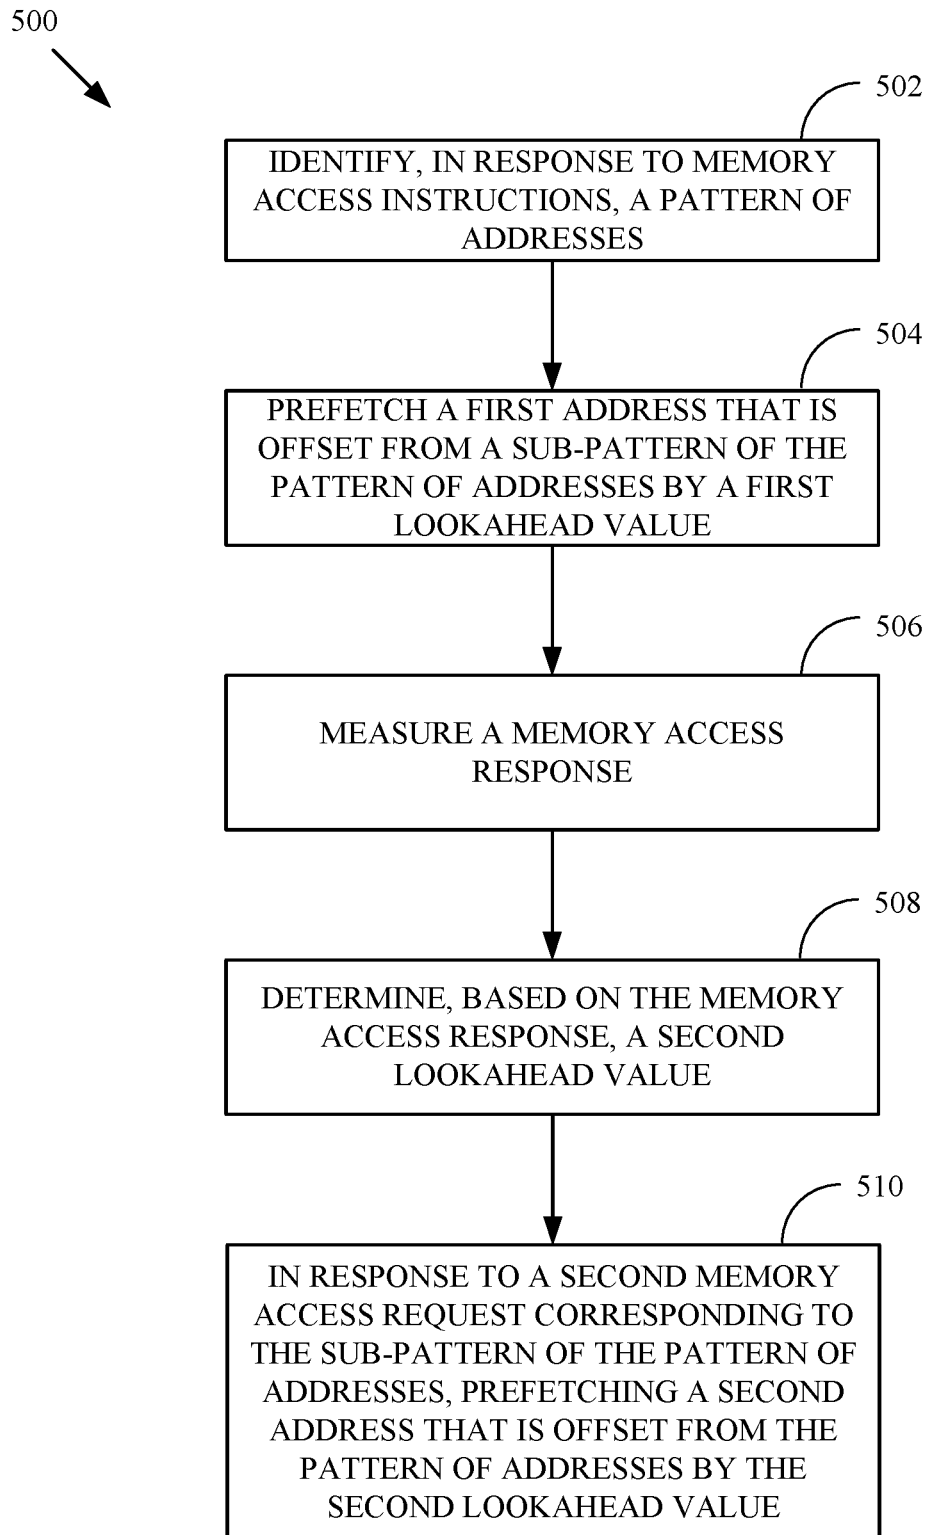 500
502
IDENTIFY, IN RESPONSE TO MEMORY
ACCESS INSTRUCTIONS, A PATTERN OF
ADDRESSES
504
PREFETCH A FIRST ADDRESS THAT IS
OFFSET FROM A SUB-PATTERN OF THE
PATTERN OF ADDRESSES BY A FIRST
LOOKAHEAD VALUE
506
MEASURE A MEMORY ACCESS
RESPONSE
508
DETERMINE, BASED ON THE MEMORY
ACCESS RESPONSE, A SECOND
LOOKAHEAD VALUE
510
IN RESPONSE TO A SECOND MEMORY
ACCESS REQUEST CORRESPONDING TO
THE SUB-PATTERN OF THE PATTERN OF
ADDRESSES, PREFETCHING A SECOND
ADDRESS THAT IS OFFSET FROM THE
PATTERN OF ADDRESSES BY THE
SECOND LOOKAHEAD VALUE